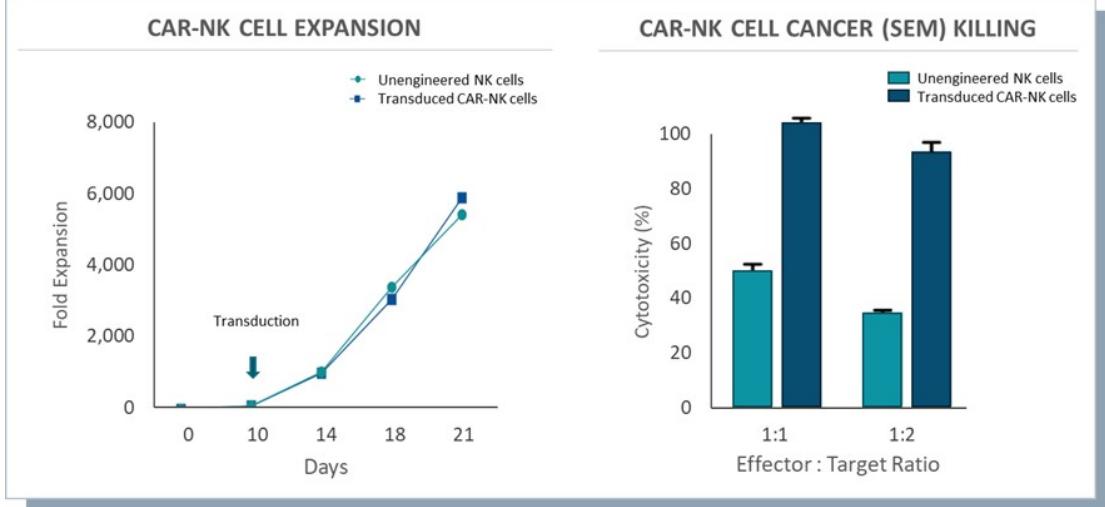 CAR-NK CELL EXPANSION
Unengineered NK cells
Transduced CAR-NK cells
8,000
6,000
4,000
2,000
0
Fold Expansion
Transduction
0 10 14 18 21
Days
CAR-NK CELL CANCER (SEM) KILLING
Unengineered NK cells
Transduced CAR-NK cells
100
80
60
40
20
0
Cytotoxicity (%)
1:1 1:2
Effector : Target Ratio